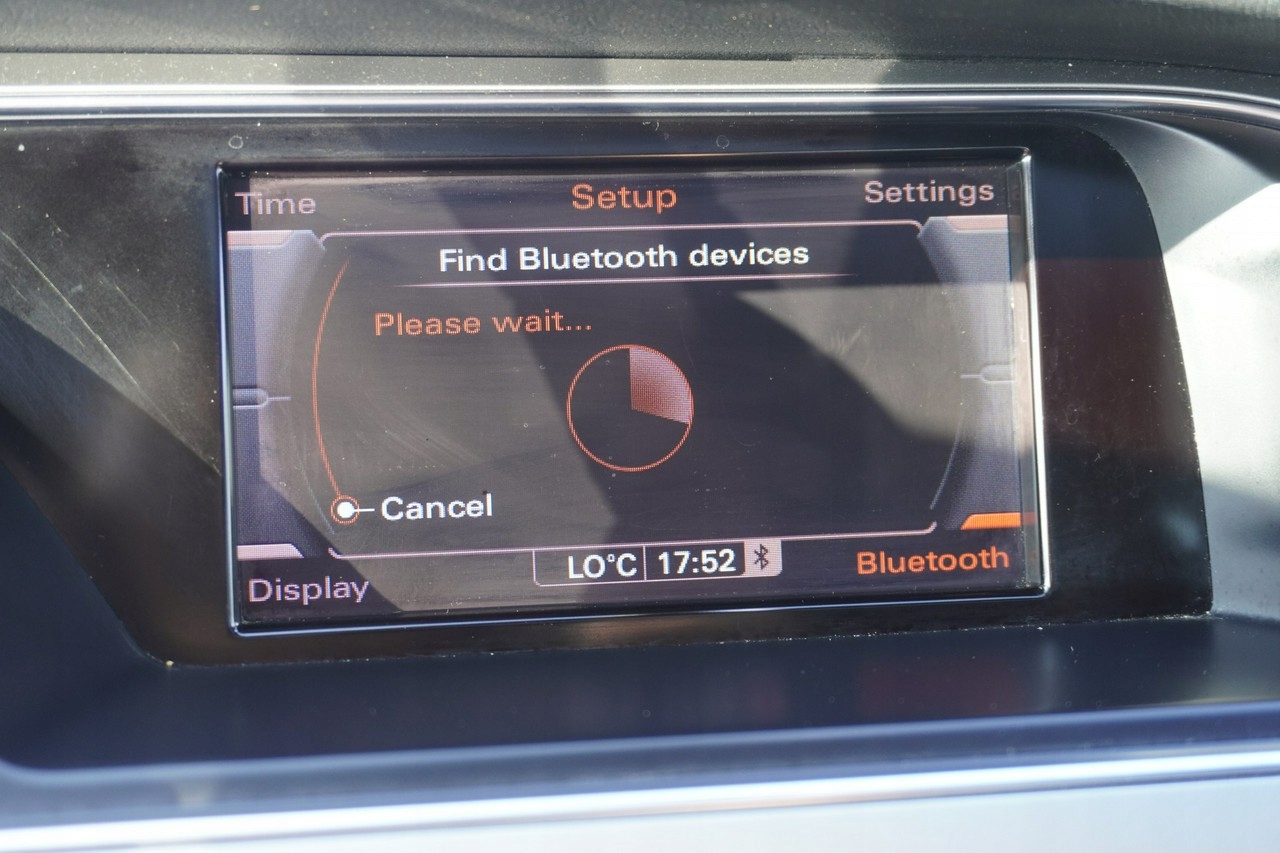 Time Setup Settings
Find Bluetooth devices
Please wait...
Cancel
LO°C 17:52
Display Bluetooth